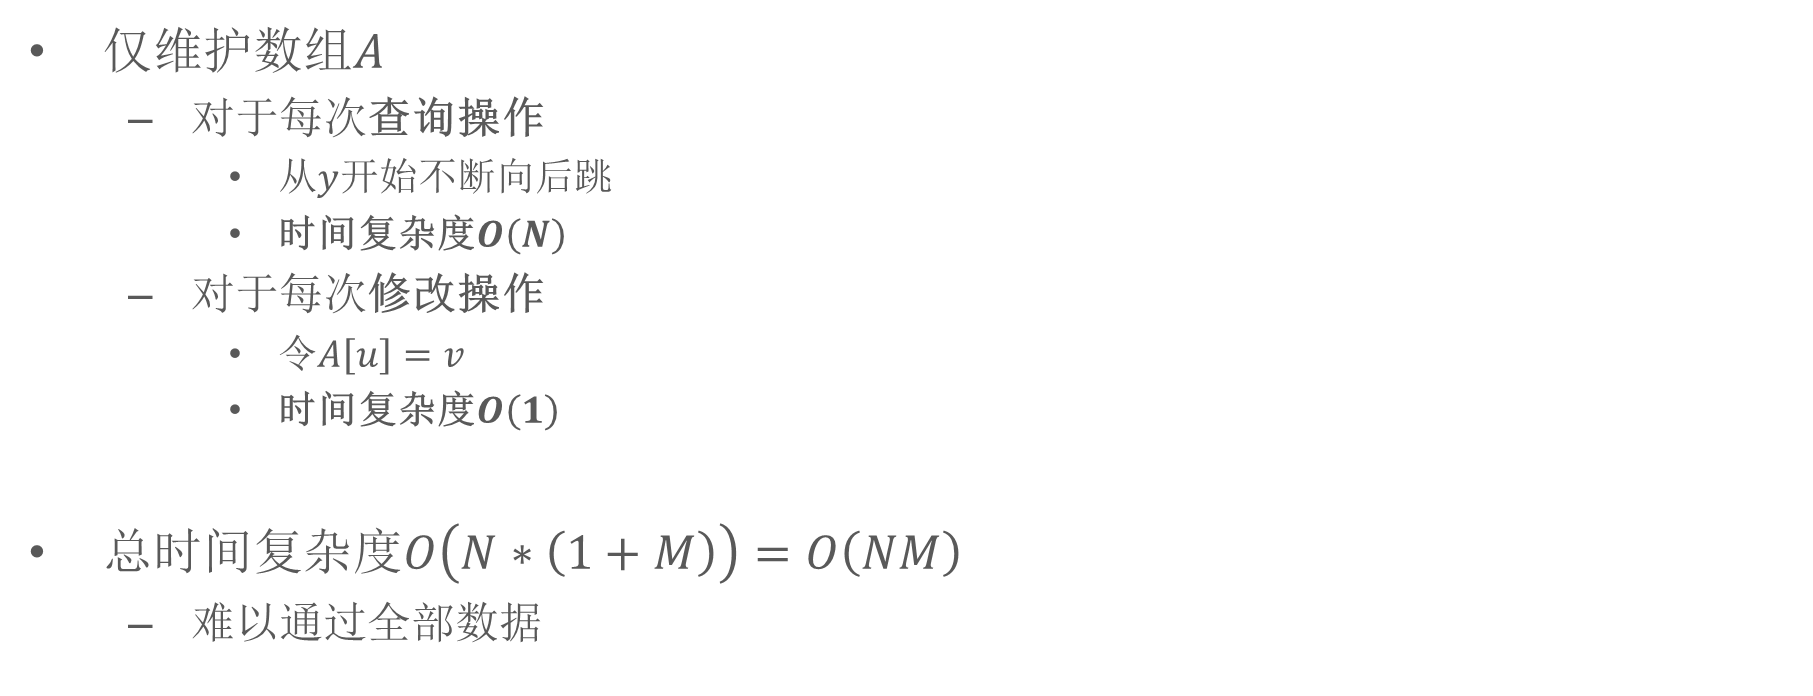 • 仅维护数组A
– 对于每次查询操作
• 从y开始不断向后跳
• 时间复杂度O(N)
– 对于每次修改操作
• 令A[u] = v
• 时间复杂度O(1)
• 总时间复杂度O(N ∗ (1 + M)) = O(NM)
– 难以通过全部数据